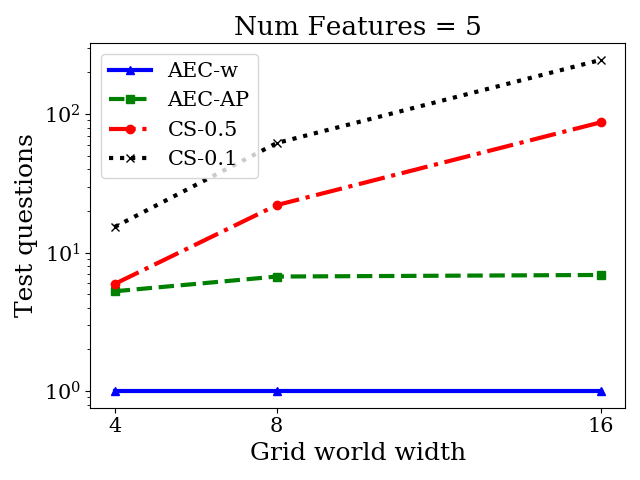 Num Features = 5
AEC-w
AEC-AP
CS-0.5
CS-0.1
Test questions
10²
10¹
10⁰
4 8 16
Grid world width